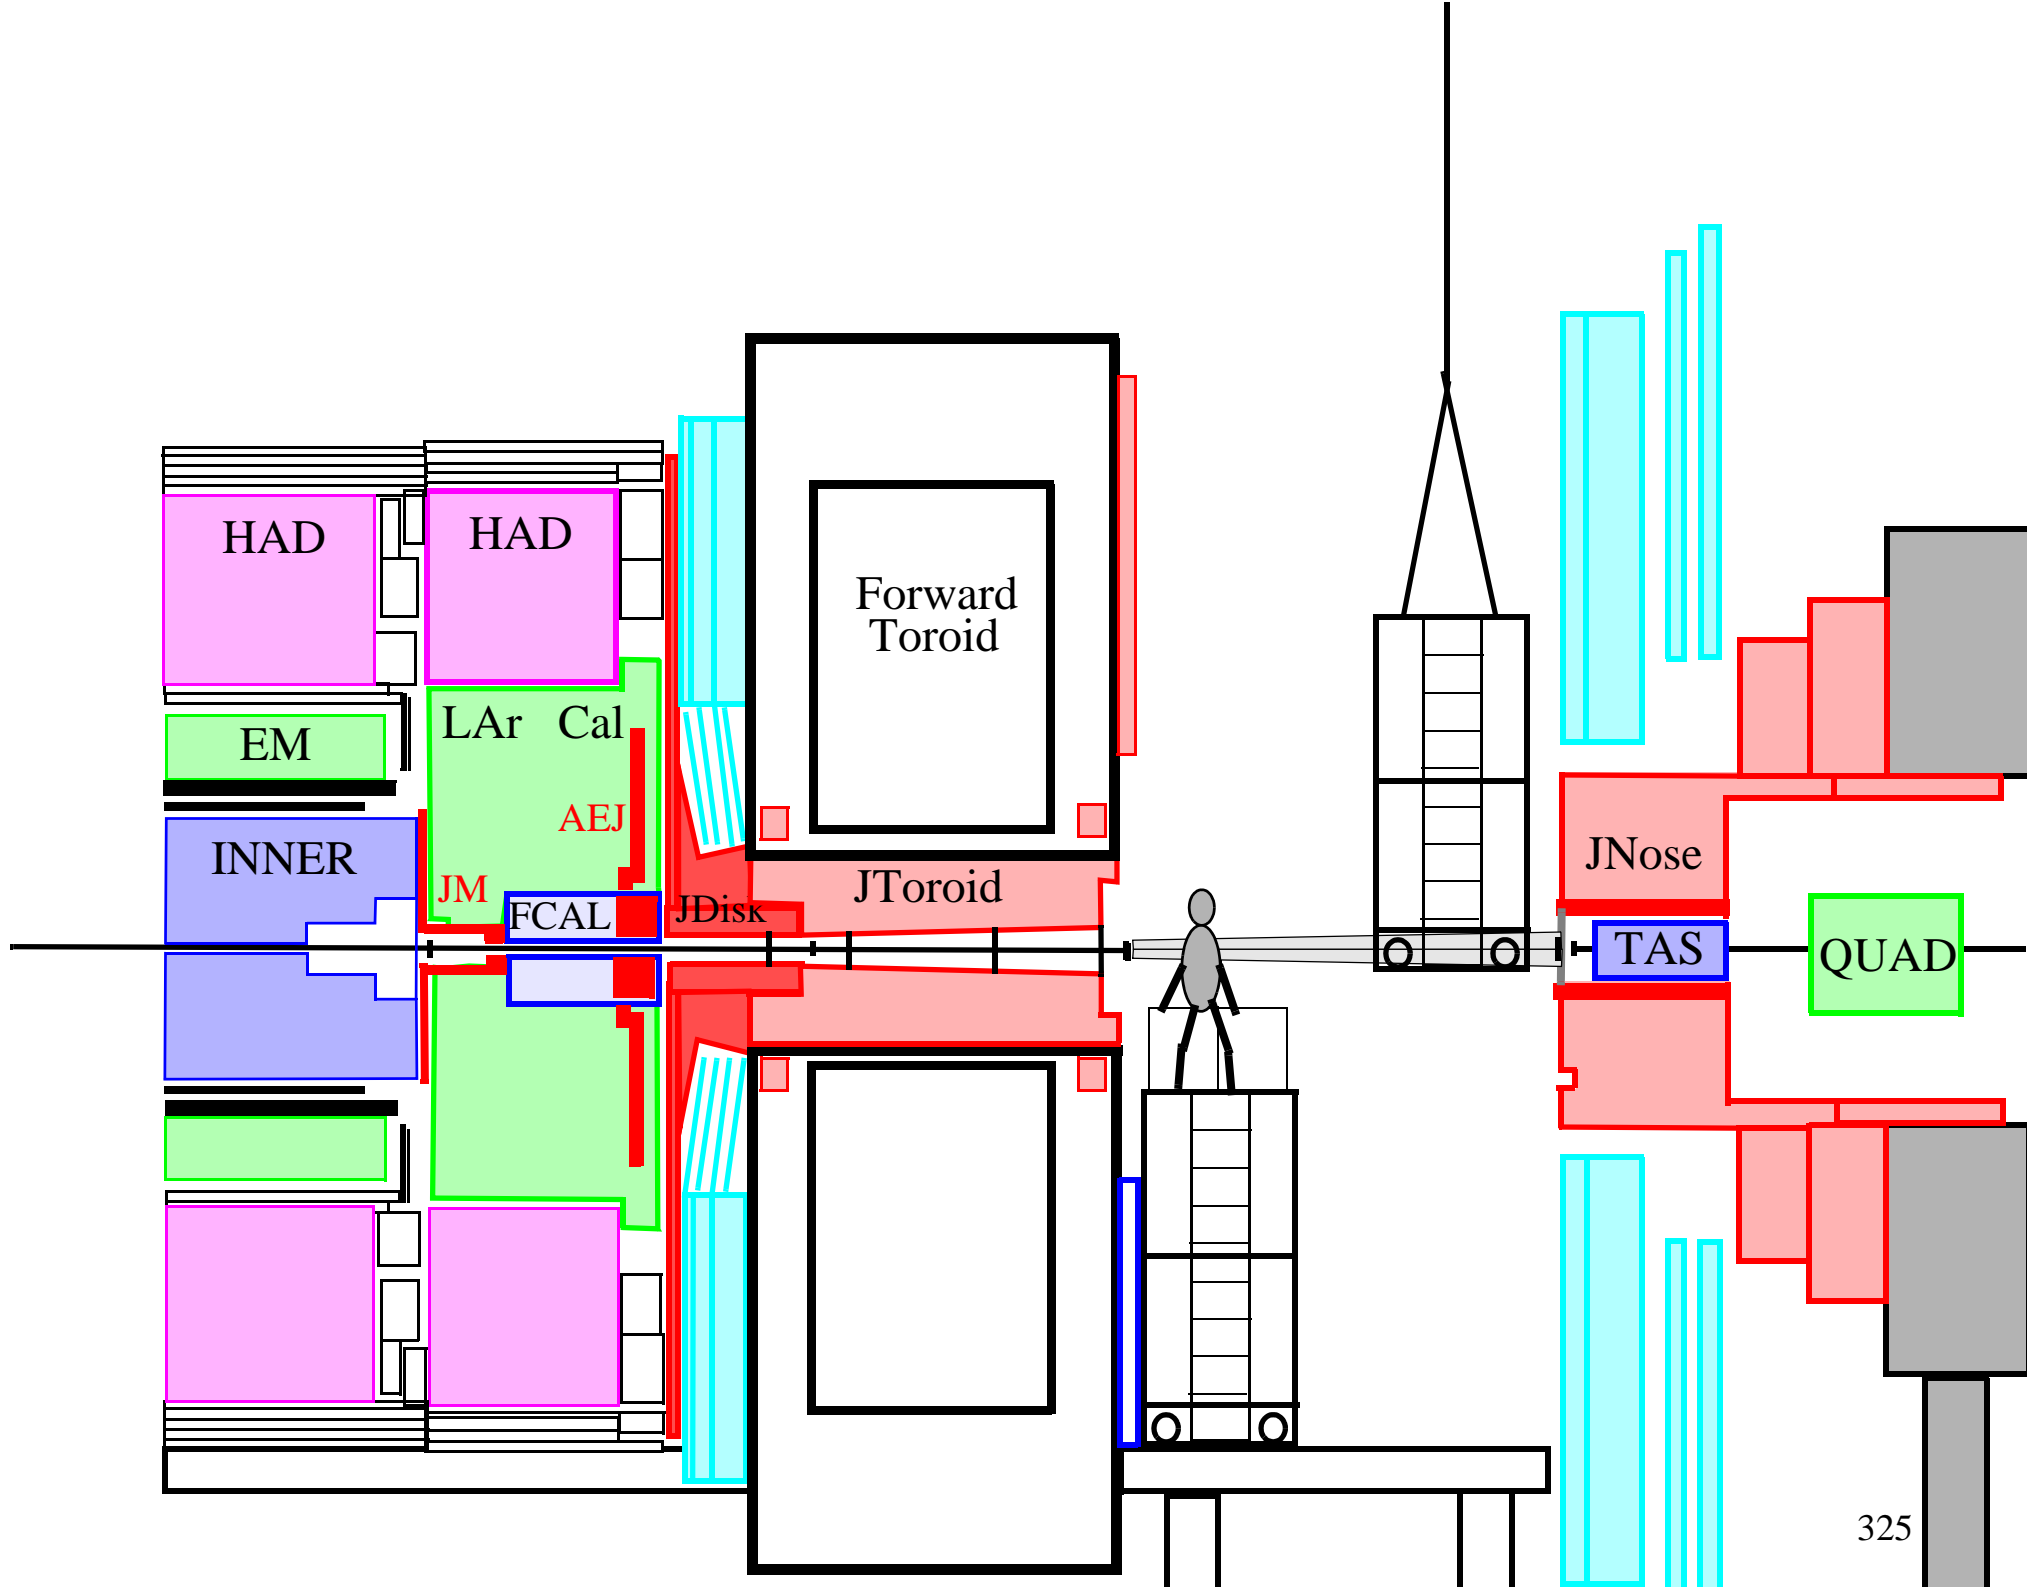 HAD
HAD
Forward
Toroid
LAr Cal
EM
AEJ
INNER
JM
FCAL
JDisk
JToroid
JNose
TAS
QUAD
325